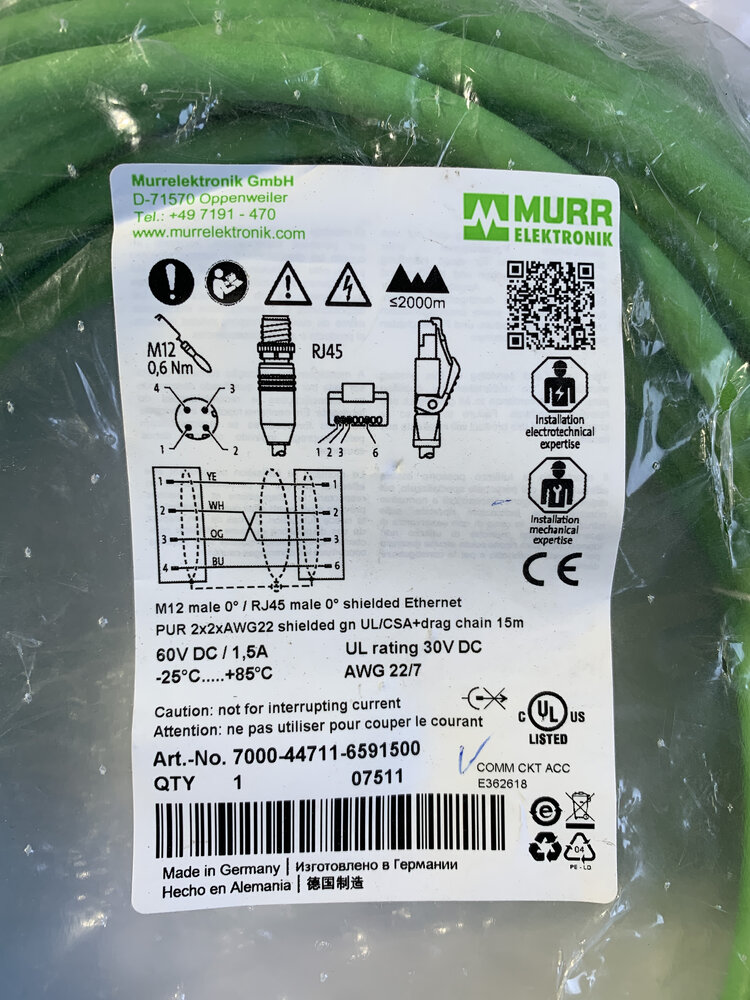 Murrelektronik GmbH
D-71570 Oppenweiler
Tel.: +49 7191 - 470
www.murrelektronik.com
MURR
ELEKTRONIK
≤2000m
M12
0,6 Nm
RJ45
4 3
1 2
1 2 3 6
Installation
electrotechnical
expertise
Installation
mechanical
expertise
1 YE 1
2 WH 2
3 OG 3
4 BU 6
CE
M12 male 0° / RJ45 male 0° shielded Ethernet
PUR 2x2xAWG22 shielded gn UL/CSA+drag chain 15m
60V DC / 1,5A UL rating 30V DC
-25°C.....+85°C AWG 22/7
Caution: not for interrupting current
Attention: ne pas utiliser pour couper le courant
C UL US
LISTED
Art.-No. 7000-44711-6591500
QTY 1 07511
COMM CKT ACC
E362618
e
04
PE-LD
Made in Germany | Изготовлено в Германии
Hecho en Alemania | 德国制造